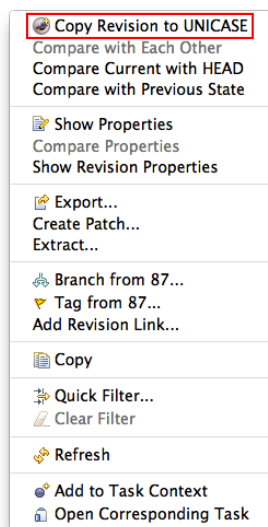 Copy Revision to UNICASE
Compare with Each Other
Compare Current with HEAD
Compare with Previous State
Show Properties
Compare Properties
Show Revision Properties
Export...
Create Patch...
Extract...
Branch from 87...
Tag from 87...
Add Revision Link...
Copy
Quick Filter...
Clear Filter
Refresh
Add to Task Context
Open Corresponding Task